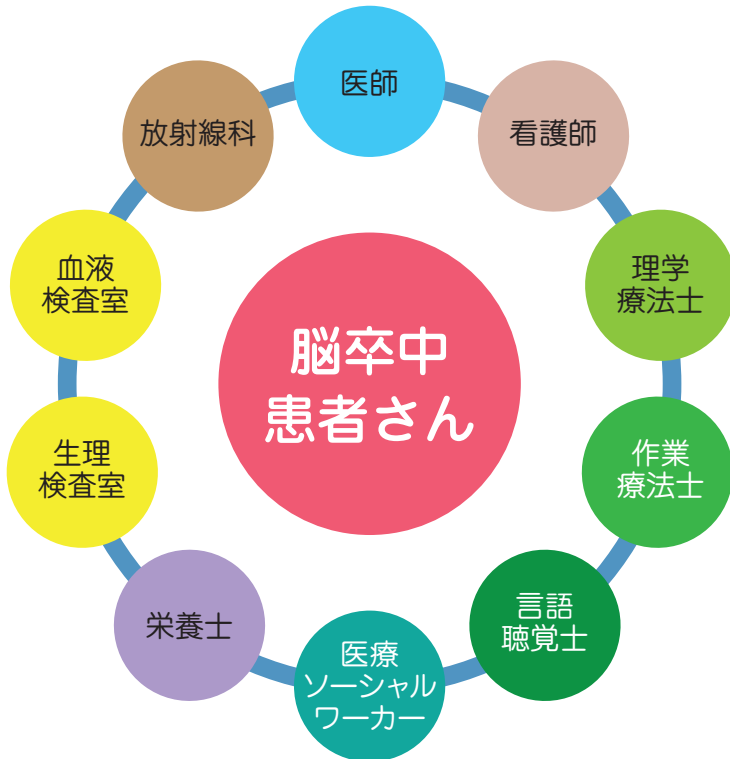 医師
看護師
理学
療法士
作業
療法士
言語
聴覚士
医療
ソーシャル
ワーカー
栄養士
生理
検査室
血液
検査室
放射線科
脳卒中
患者さん